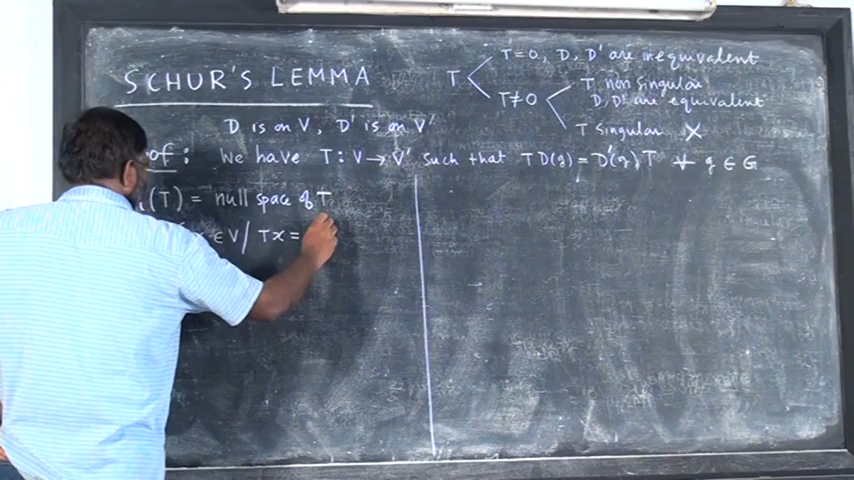 SCHUR'S LEMMA
T < T=0, D, D' are inequivalent
T≠0 < T non singular
D, D' are equivalent
T singular X
D is on V, D' is on V'
of : We have T : V → V' such that T D(g) = D'(g) T ∀ g ∈ G
(T) = null space of T
x ∈ V / Tx =